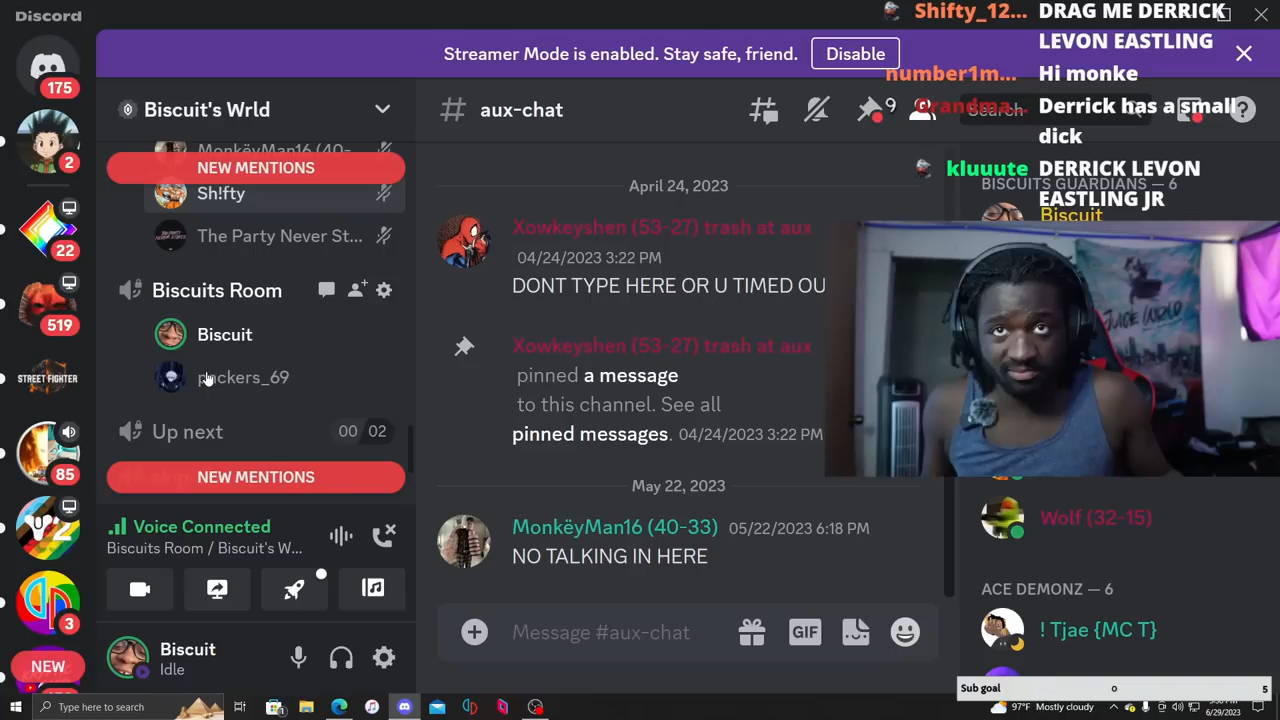 Discord
Streamer Mode is enabled. Stay safe, friend.
Disable
Shifty_12... DRAG ME DERRICK
LEVON EASTLING
number1m... Hi monke
Grandma... Derrick has a small
dick
kluuute DERRICK LEVON
EASTLING JR
175
2
22
519
STREET FIGHTER
85
3
NEW
Biscuit's Wrld
MonkëyMan16 (40-
NEW MENTIONS
Sh!fty
The Party Never St...
Biscuits Room
Biscuit
packers_69
Up next
00 02
NEW MENTIONS
Voice Connected
Biscuits Room / Biscuit's W...
Biscuit
Idle
# aux-chat
9
Search
April 24, 2023
Xowkeyshen (53-27) trash at aux
04/24/2023 3:22 PM
DONT TYPE HERE OR U TIMED OU
Xowkeyshen (53-27) trash at aux
pinned a message
to this channel. See all
pinned messages. 04/24/2023 3:22 PM
May 22, 2023
MonkëyMan16 (40-33) 05/22/2023 6:18 PM
NO TALKING IN HERE
Message #aux-chat
GIF
BISCUITS GUARDIANS — 6
Biscuit
Wolf (32-15)
ACE DEMONZ — 6
! Tjae {MC T}
Sub goal 0 5
Type here to search
97°F Mostly cloudy
6/29/2023